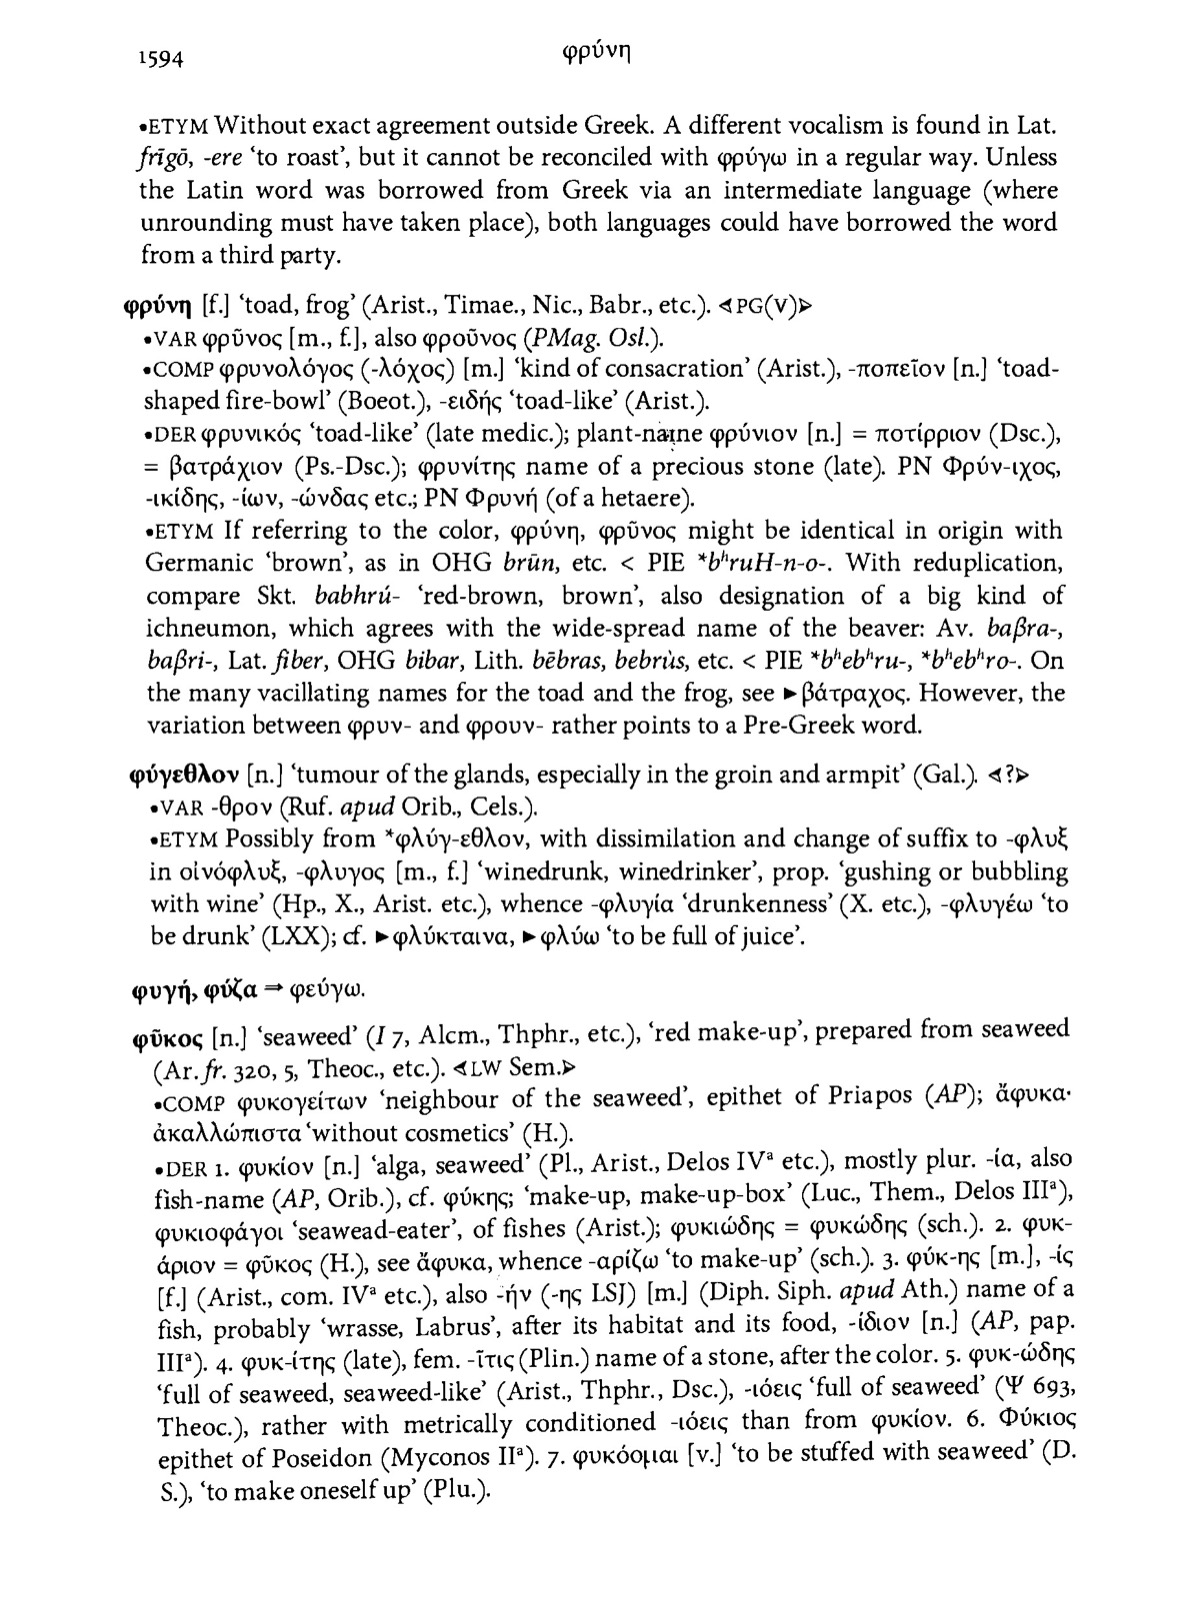 1594
φρύνη
•ETYM Without exact agreement outside Greek. A different vocalism is found in Lat.
frīgō, -ere ‘to roast’, but it cannot be reconciled with φρύγω in a regular way. Unless
the Latin word was borrowed from Greek via an intermediate language (where
unrounding must have taken place), both languages could have borrowed the word
from a third party.
φρύνη [f.] ‘toad, frog’ (Arist., Timae., Nic., Babr., etc.). ⊲PG(V)⊳
•VAR φρῦνος [m., f.], also φροῦνος (PMag. Osl.).
•COMP φρυνολόγος (-λόχος) [m.] ‘kind of consacration’ (Arist.), -ποπεῖον [n.] ‘toad-
shaped fire-bowl’ (Boeot.), -ειδής ‘toad-like’ (Arist.).
•DER φρυνικός ‘toad-like’ (late medic.); plant-name φρύνιον [n.] = ποτίρριον (Dsc.),
= βατράχιον (Ps.-Dsc.); φρυνίτης name of a precious stone (late). PN Φρύν-ιχος,
-ικίδης, -ίων, -ώνδας etc.; PN Φρυνή (of a hetaere).
•ETYM If referring to the color, φρύνη, φρῦνος might be identical in origin with
Germanic ‘brown’, as in OHG brūn, etc. < PIE *bʰruH-n-o-. With reduplication,
compare Skt. babhrú- ‘red-brown, brown’, also designation of a big kind of
ichneumon, which agrees with the wide-spread name of the beaver: Av. baβra-,
baβri-, Lat. fiber, OHG bibar, Lith. bẽbras, bebrùs, etc. < PIE *bʰebʰru-, *bʰebʰro-. On
the many vacillating names for the toad and the frog, see ►βάτραχος. However, the
variation between φρυν- and φρουν- rather points to a Pre-Greek word.
φύγεθλον [n.] ‘tumour of the glands, especially in the groin and armpit’ (Gal.). ⊲?⊳
•VAR -θρον (Ruf. apud Orib., Cels.).
•ETYM Possibly from *φλύγ-εθλον, with dissimilation and change of suffix to -φλυξ
in οἰνόφλυξ, -φλυγος [m., f.] ‘winedrunk, winedrinker’, prop. ‘gushing or bubbling
with wine’ (Hp., X., Arist. etc.), whence -φλυγία ‘drunkenness’ (X. etc.), -φλυγέω ‘to
be drunk’ (LXX); cf. ►φλύκταινα, ►φλύω ‘to be full of juice’.
φυγή, φύζα ⇒ φεύγω.
φῦκος [n.] ‘seaweed’ (I 7, Alcm., Thphr., etc.), ‘red make-up’, prepared from seaweed
(Ar. fr. 320, 5, Theoc., etc.). ⊲LW Sem.⊳
•COMP φυκογείτων ‘neighbour of the seaweed’, epithet of Priapos (AP); ἄφυκα·
ἀκαλλώπιστα ‘without cosmetics’ (H.).
•DER 1. φυκίον [n.] ‘alga, seaweed’ (Pl., Arist., Delos IVᵃ etc.), mostly plur. -ία, also
fish-name (AP, Orib.), cf. φύκης; ‘make-up, make-up-box’ (Luc., Them., Delos IIIᵃ),
φυκιοφάγοι ‘seawead-eater’, of fishes (Arist.); φυκιώδης = φυκώδης (sch.). 2. φυκ-
άριον = φῦκος (H.), see ἄφυκα, whence -αρίζω ‘to make-up’ (sch.). 3. φύκ-ης [m.], -ίς
[f.] (Arist., com. IVᵃ etc.), also -ήν (-ης LSJ) [m.] (Diph. Siph. apud Ath.) name of a
fish, probably ‘wrasse, Labrus’, after its habitat and its food, -ίδιον [n.] (AP, pap.
IIIᵃ). 4. φυκ-ίτης (late), fem. -ῖτις (Plin.) name of a stone, after the color. 5. φυκ-ώδης
‘full of seaweed, seaweed-like’ (Arist., Thphr., Dsc.), -ιόεις ‘full of seaweed’ (Ψ 693,
Theoc.), rather with metrically conditioned -ιόεις than from φυκίον. 6. Φύκιος
epithet of Poseidon (Myconos IIᵃ). 7. φυκόομαι [v.] ‘to be stuffed with seaweed’ (D.
S.), ‘to make oneself up’ (Plu.).